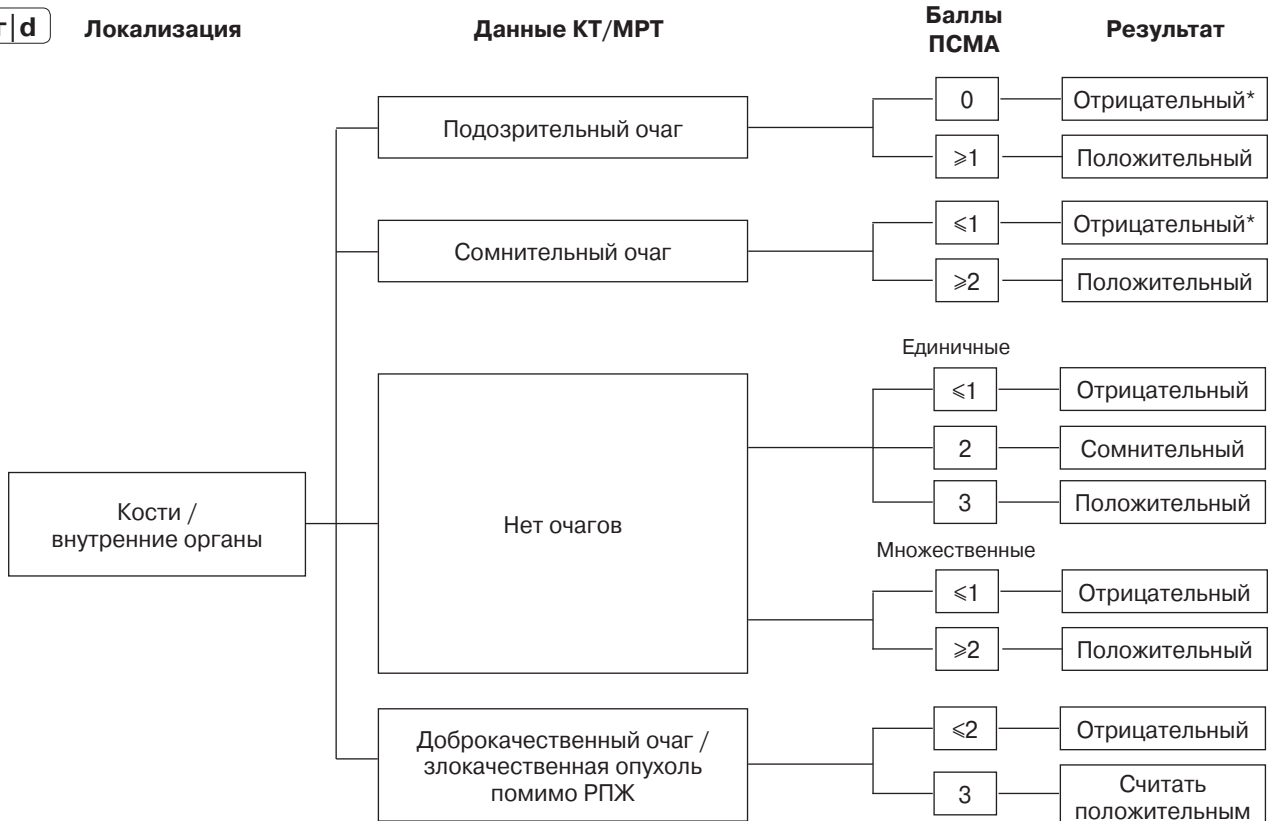 г|d Локализация Данные КТ/МРТ Баллы ПСМА Результат
Подозрительный очаг
0 Отрицательный*
⩾1 Положительный
Сомнительный очаг
⩽1 Отрицательный*
⩾2 Положительный
Кости /
внутренние органы
Нет очагов
Единичные
⩽1 Отрицательный
2 Сомнительный
3 Положительный
Множественные
⩽1 Отрицательный
⩾2 Положительный
Доброкачественный очаг /
злокачественная опухоль
помимо РПЖ
⩽2 Отрицательный
3 Считать
положительным